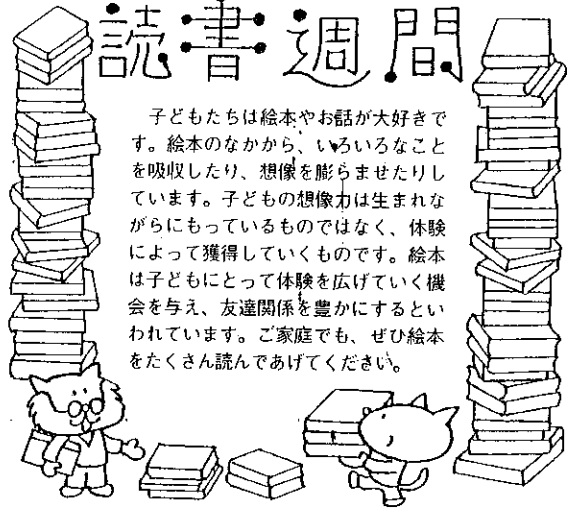 読書週間
子どもたちは絵本やお話が大好きで
す。絵本のなかから、いろいろなこと
を吸収したり、想像を膨らませたりし
ています。子どもの想像力は生まれな
がらにもっているものではなく、体験
によって獲得していくものです。絵本
は子どもにとって体験を広げていく機
会を与え、友達関係を豊かにするとい
われています。ご家庭でも、ぜひ絵本
をたくさん読んであげてください。